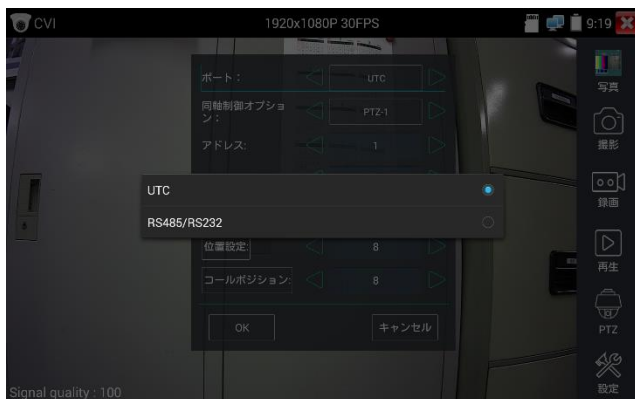 CVI
1920x1080P 30FPS
9:19
ポート：
UTC
同軸制御オプショ
ン：
PTZ-1
アドレス:
1
UTC
RS485/RS232
位置設定:
8
コールポジション:
8
OK
キャンセル
写真
撮影
録画
再生
PTZ
設定
Signal quality : 100